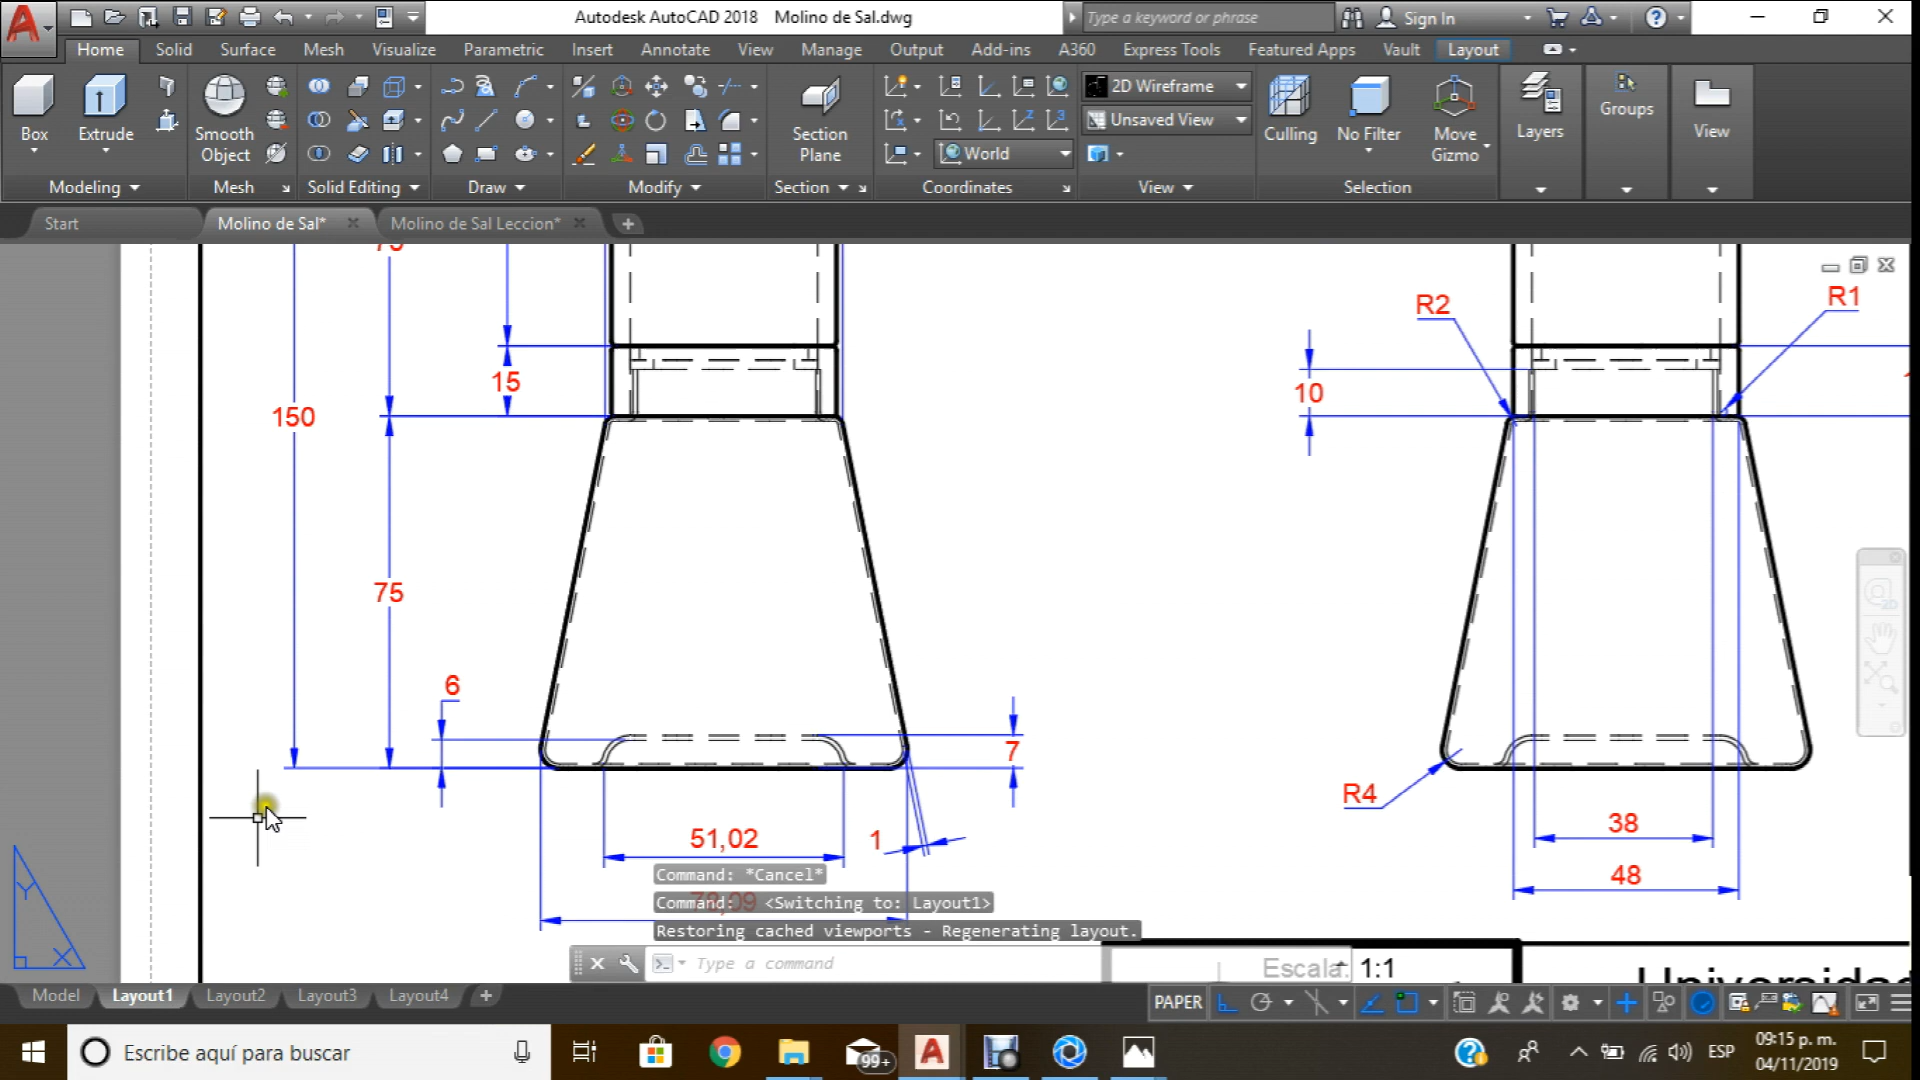 Autodesk AutoCAD 2018 Molino de Sal.dwg
Type a keyword or phrase
Sign In
Home Solid Surface Mesh Visualize Parametric Insert Annotate View Manage Output Add-ins A360 Express Tools Featured Apps Vault Layout
Box
Extrude
Smooth Object
Section Plane
World
2D Wireframe
Unsaved View
Culling
No Filter
Move Gizmo
Layers
Groups
View
Modeling Mesh Solid Editing Draw Modify Section Coordinates View Selection
Start Molino de Sal* Molino de Sal Leccion*
R2
R1
15
10
150
75
6
7
R4
51,02
1
38
48
Command: *Cancel*
Command: <Switching to: Layout1>
Restoring cached viewports - Regenerating layout.
Type a command
Escala: 1:1
Model Layout1 Layout2 Layout3 Layout4
PAPER
Y
X
2D
Escribe aquí para buscar
99+
ESP
09:15 p. m.
04/11/2019